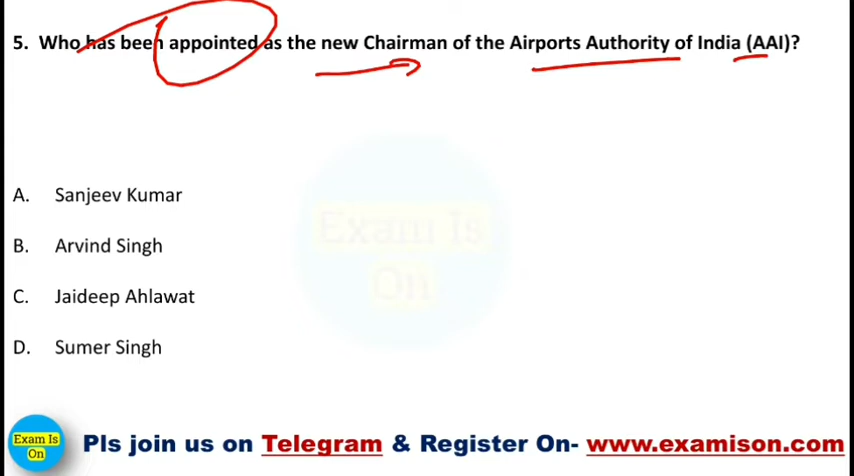 5. Who has been appointed as the new Chairman of the Airports Authority of India (AAI)?
A. Sanjeev Kumar
Exam Is
B. Arvind Singh
On
C. Jaideep Ahlawat
D. Sumer Singh
Exam Is
On
Pls join us on Telegram & Register On- www.examison.com